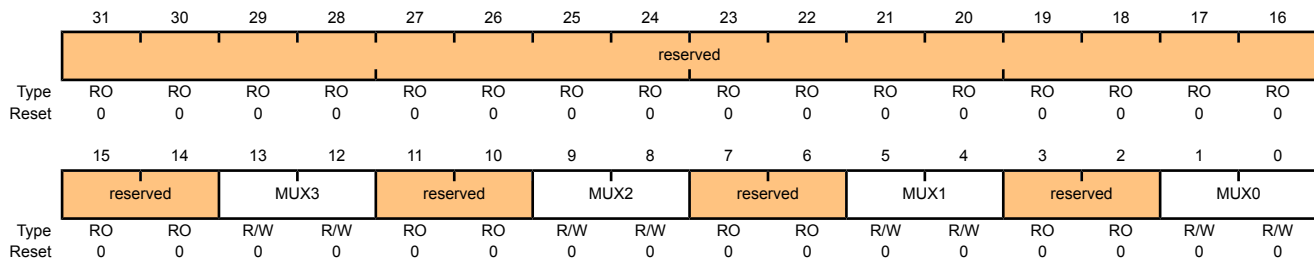 31 30 29 28 27 26 25 24 23 22 21 20 19 18 17 16
reserved
Type RO RO RO RO RO RO RO RO RO RO RO RO RO RO RO RO
Reset 0 0 0 0 0 0 0 0 0 0 0 0 0 0 0 0
15 14 13 12 11 10 9 8 7 6 5 4 3 2 1 0
reserved MUX3 reserved MUX2 reserved MUX1 reserved MUX0
Type RO RO R/W R/W RO RO R/W R/W RO RO R/W R/W RO RO R/W R/W
Reset 0 0 0 0 0 0 0 0 0 0 0 0 0 0 0 0